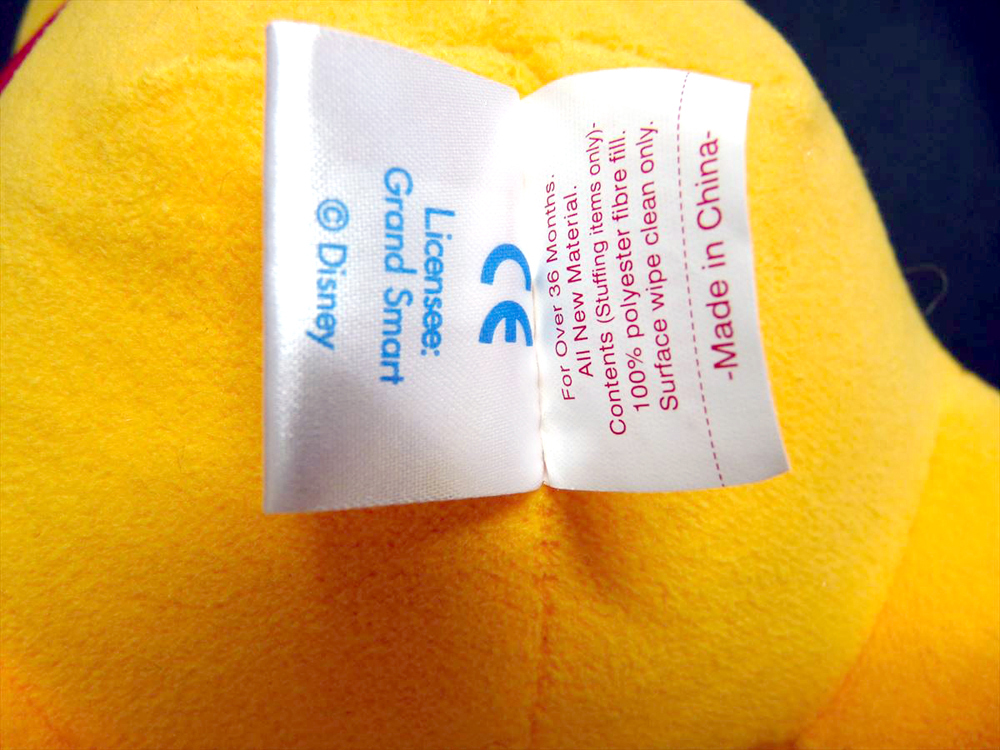 CE
Licensee:
Grand Smart
© Disney
For Over 36 Months.
All New Material.
Contents (Stuffing items only)-
100% polyester fibre fill.
Surface wipe clean only.
-Made in China-